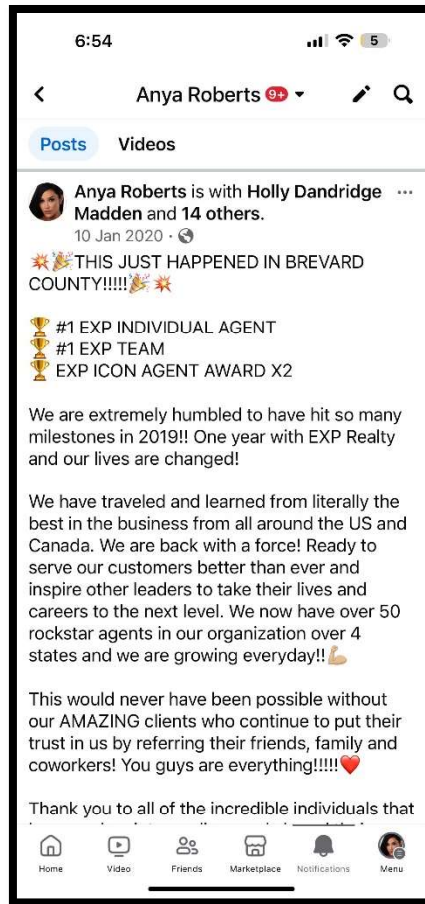 6:54
5
Anya Roberts 9+
Posts Videos
Anya Roberts is with Holly Dandridge
Madden and 14 others.
10 Jan 2020 ·
💥🎉THIS JUST HAPPENED IN BREVARD
COUNTY!!!!!🎉💥
🏆 #1 EXP INDIVIDUAL AGENT
🏆 #1 EXP TEAM
🏆 EXP ICON AGENT AWARD X2
We are extremely humbled to have hit so many
milestones in 2019!! One year with EXP Realty
and our lives are changed!
We have traveled and learned from literally the
best in the business from all around the US and
Canada. We are back with a force! Ready to
serve our customers better than ever and
inspire other leaders to take their lives and
careers to the next level. We now have over 50
rockstar agents in our organization over 4
states and we are growing everyday!!💪🏼
This would never have been possible without
our AMAZING clients who continue to put their
trust in us by referring their friends, family and
coworkers! You guys are everything!!!!!❤️
Thank you to all of the incredible individuals that
Home Video Friends Marketplace Notifications Menu